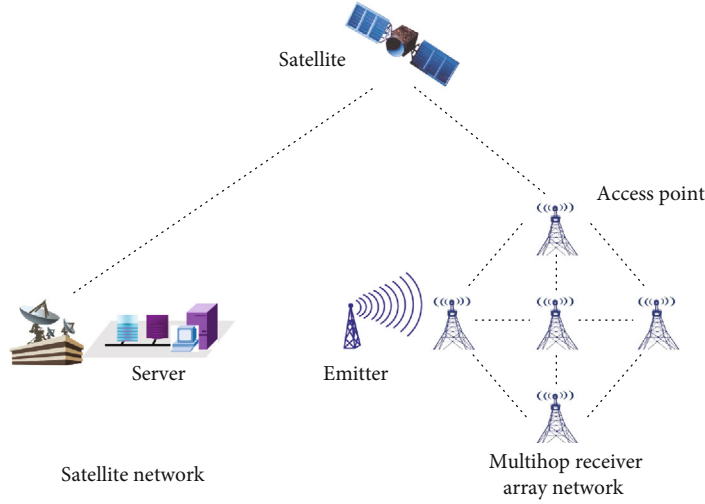 Satellite
Access point
Server
Emitter
Satellite network
Multihop receiver
array network